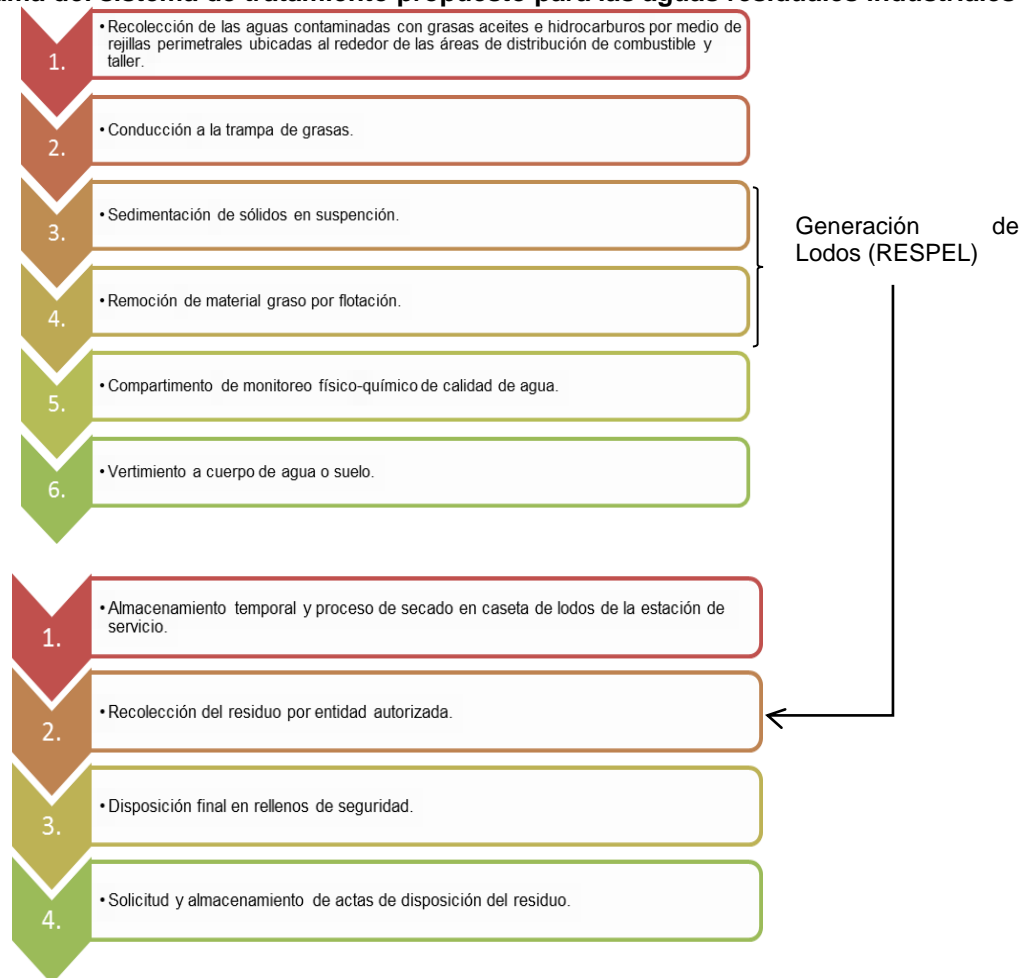 del sistema de tratamiento propuesto para las aguas residuales industriales
1.
• Recolección de las aguas contaminadas con grasas aceites e hidrocarburos por medio de
rejillas perimetrales ubicadas al rededor de las áreas de distribución de combustible y
taller.
2.
• Conducción a la trampa de grasas.
3.
• Sedimentación de sólidos en suspención.
4.
• Remoción de material graso por flotación.
Generación de
Lodos (RESPEL)
5.
• Compartimento de monitoreo físico-químico de calidad de agua.
6.
• Vertimiento a cuerpo de agua o suelo.
1.
• Almacenamiento temporal y proceso de secado en caseta de lodos de la estación de
servicio.
2.
• Recolección del residuo por entidad autorizada.
3.
• Disposición final en rellenos de seguridad.
4.
• Solicitud y almacenamiento de actas de disposición del residuo.